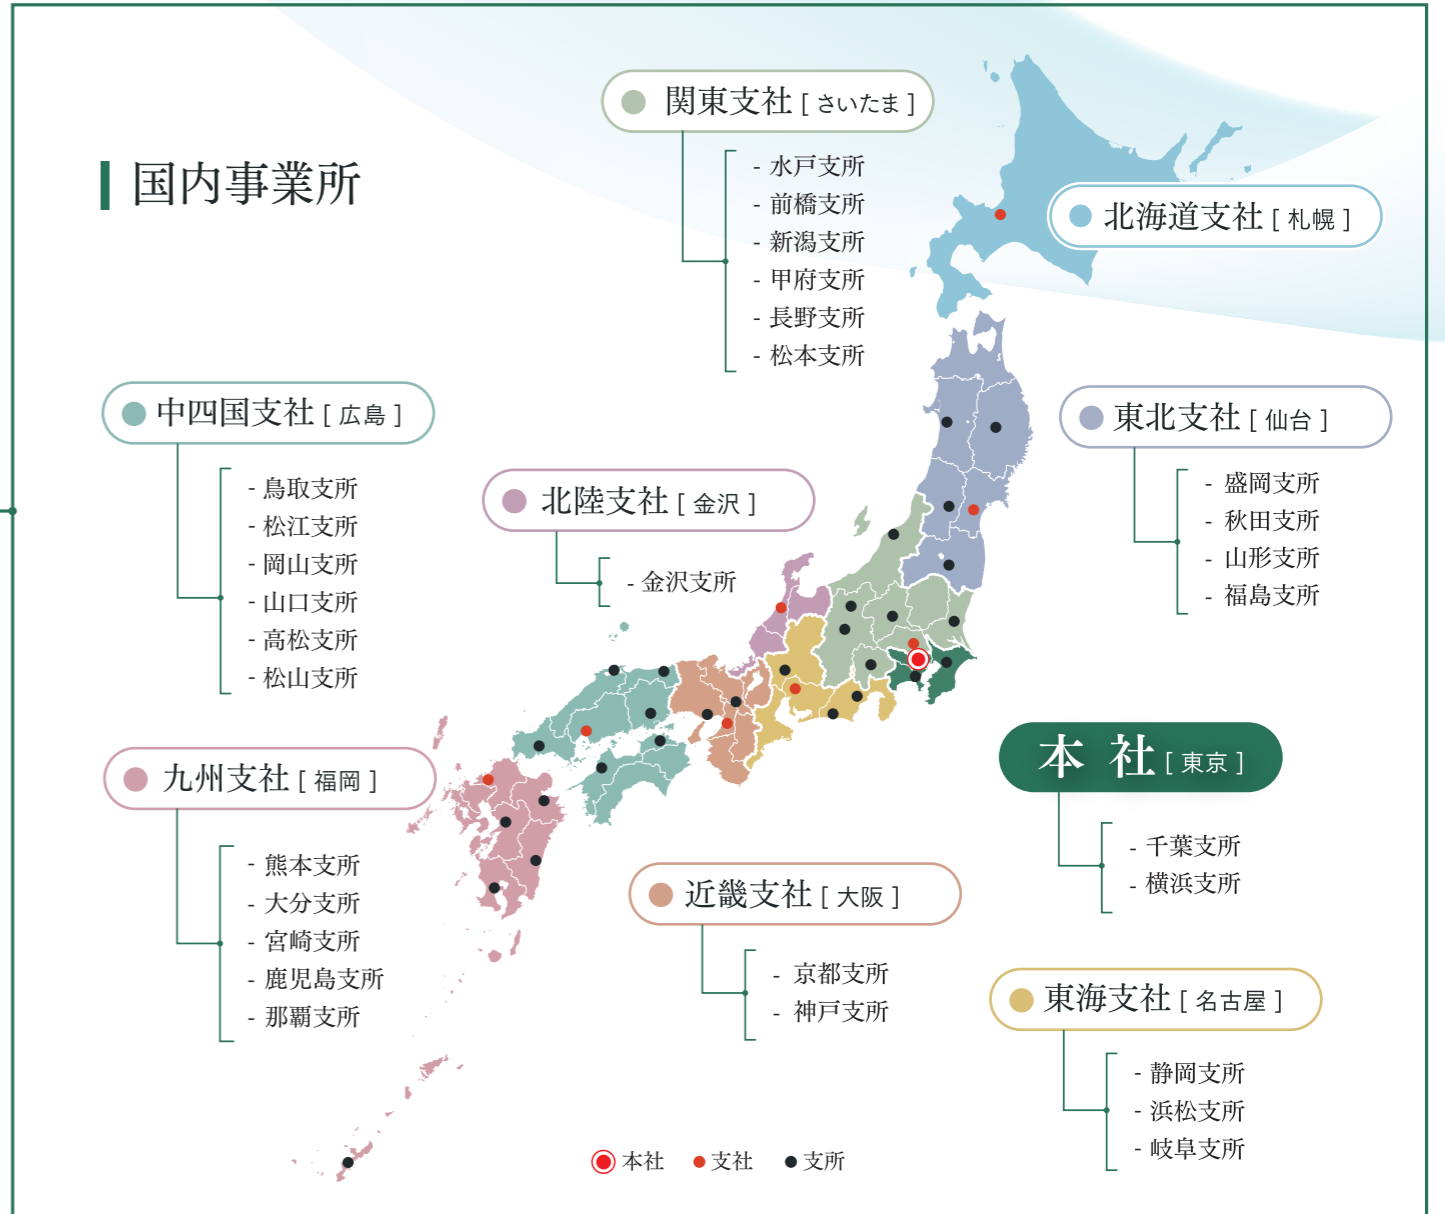 国内事業所
関東支社 [ さいたま ]
- 水戸支所
- 前橋支所
- 新潟支所
- 甲府支所
- 長野支所
- 松本支所
北海道支社 [ 札幌 ]
中四国支社 [ 広島 ]
- 鳥取支所
- 松江支所
- 岡山支所
- 山口支所
- 高松支所
- 松山支所
北陸支社 [ 金沢 ]
- 金沢支所
東北支社 [ 仙台 ]
- 盛岡支所
- 秋田支所
- 山形支所
- 福島支所
九州支社 [ 福岡 ]
- 熊本支所
- 大分支所
- 宮崎支所
- 鹿児島支所
- 那覇支所
近畿支社 [ 大阪 ]
- 京都支所
- 神戸支所
本 社 [ 東京 ]
- 千葉支所
- 横浜支所
東海支社 [ 名古屋 ]
- 静岡支所
- 浜松支所
- 岐阜支所
本社 支社 支所